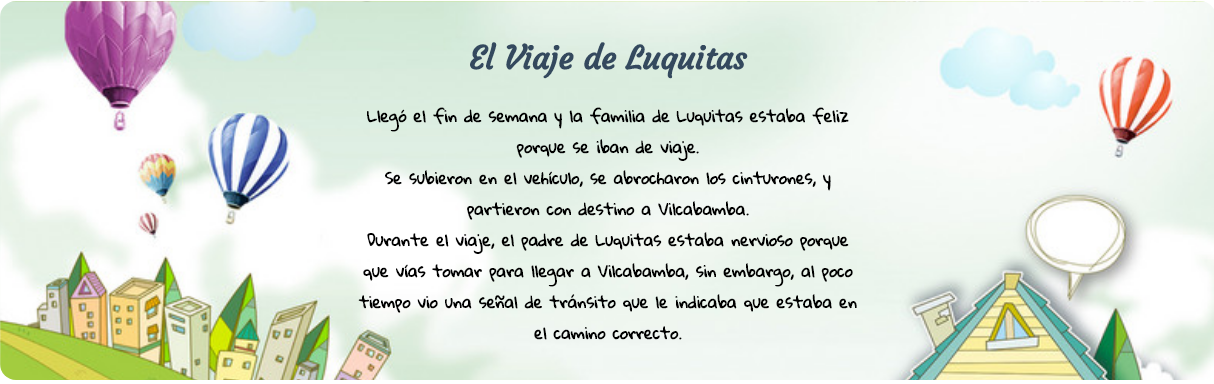 El Viaje de Luquitas
Llegó el fin de semana y la familia de Luquitas estaba feliz
porque se iban de viaje.
Se subieron en el vehículo, se abrocharon los cinturones, y
partieron con destino a Vilcabamba.
Durante el viaje, el padre de Luquitas estaba nervioso porque
que vías tomar para llegar a Vilcabamba, sin embargo, al poco
tiempo vio una señal de tránsito que le indicaba que estaba en
el camino correcto.